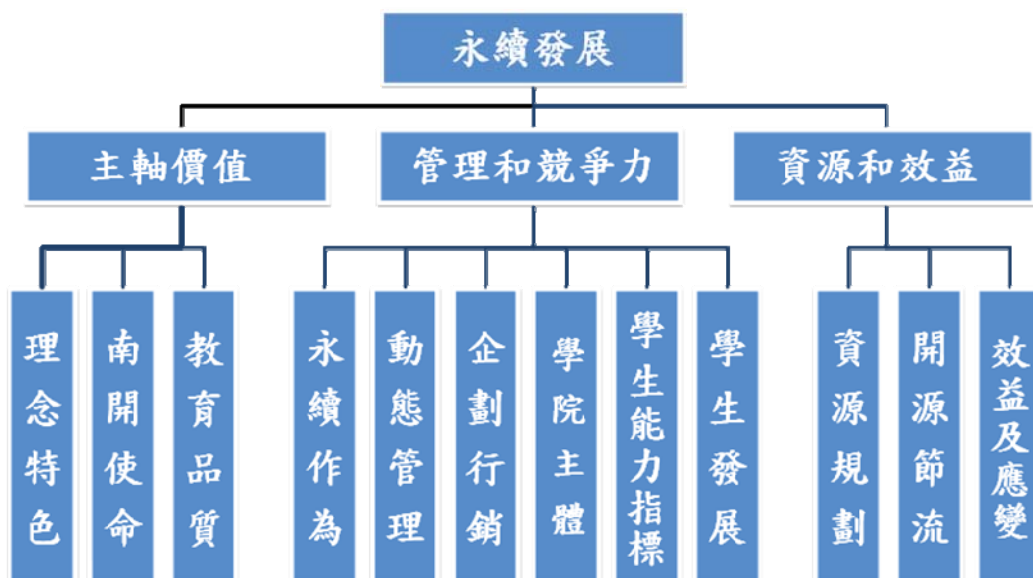 永續發展
主軸價值
管理和競爭力
資源和效益
理念特色
南開使命
教育品質
永續作為
動態管理
企劃行銷
學院主體
學生能力指標
學生發展
資源規劃
開源節流
效益及應變